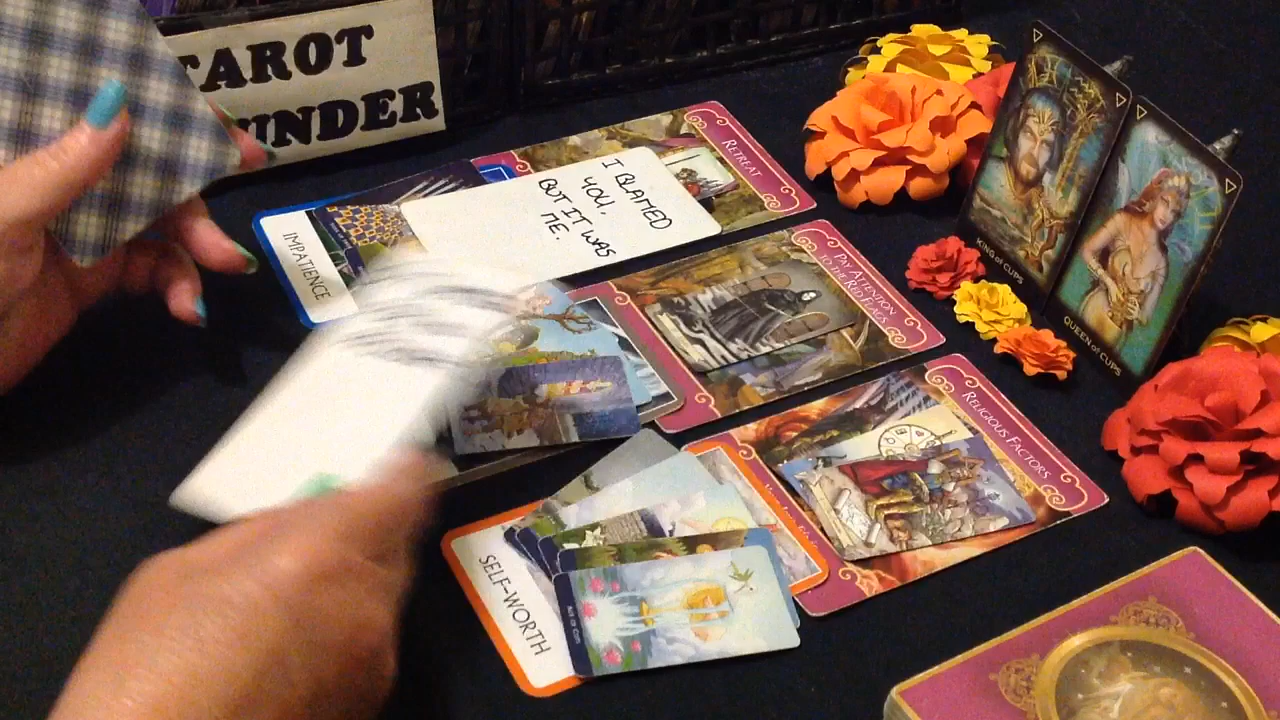 TAROT
RETREAT
I BLAMED
YOU,
BUT IT WAS
ME.
IMPATIENCE
PAY ATTENTION
TO THE RED FLAGS
KING of CUPS
QUEEN of CUPS
RELIGIOUS FACTORS
SELF-WORTH